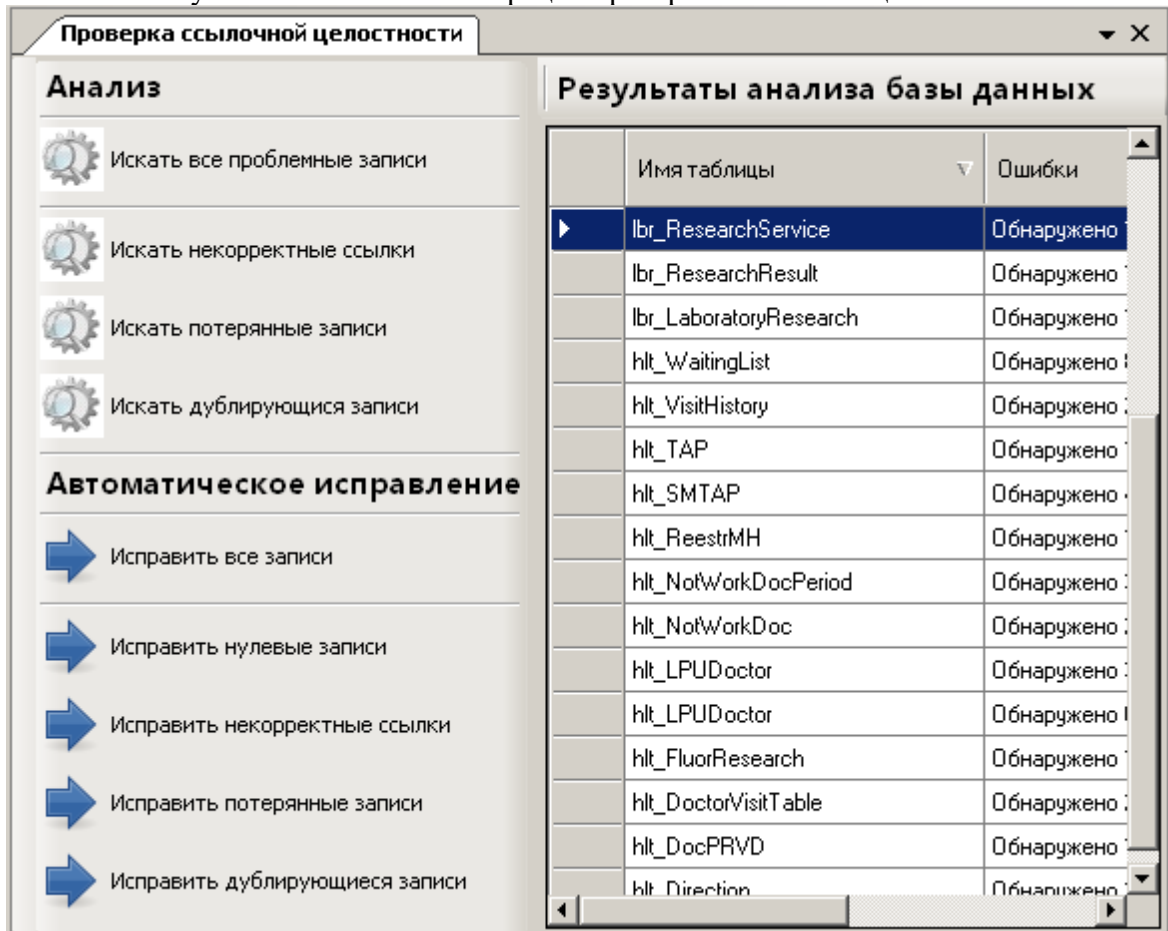 Проверка ссылочной целостности
Анализ
Искать все проблемные записи
Искать некорректные ссылки
Искать потерянные записи
Искать дублирующися записи
Автоматическое исправление
Исправить все записи
Исправить нулевые записи
Исправить некорректные ссылки
Исправить потерянные записи
Исправить дублирующиеся записи
Результаты анализа базы данных
Имя таблицы Ошибки
lbr_ResearchService Обнаружено
lbr_ResearchResult Обнаружено
lbr_LaboratoryResearch Обнаружено
hlt_WaitingList Обнаружено
hlt_VisitHistory Обнаружено
hlt_TAP Обнаружено
hlt_SMTAP Обнаружено
hlt_ReestrMH Обнаружено
hlt_NotWorkDocPeriod Обнаружено
hlt_NotWorkDoc Обнаружено
hlt_LPUDoctor Обнаружено
hlt_LPUDoctor Обнаружено
hlt_FluorResearch Обнаружено
hlt_DoctorVisitTable Обнаружено
hlt_DocPRVD Обнаружено
hlt_Direction Обнаружено